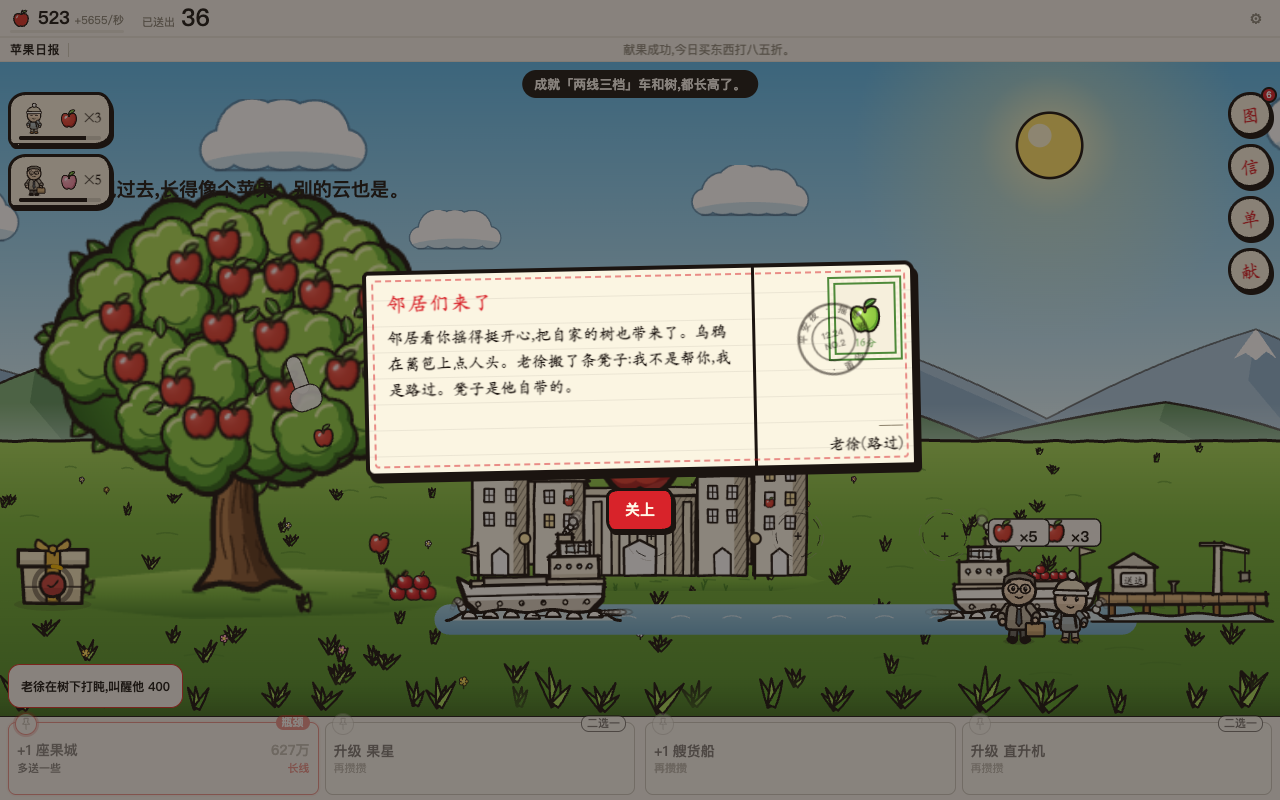 523 +5655/秒 已送出 36
苹果日报
献果成功,今日买东西打八五折。
成就「两线三档」车和树,都长高了。
×3
×5
过去,长得像个苹果。别的云也是。
6
图
信
单
献
邻居们来了
邻居看你摇得挺开心,把自家的树也带来了。乌鸦
在篱笆上点人头。老徐搬了条凳子:我不是帮你,我
是路过。凳子是他自带的。
12.24
NO.2
16分
老徐(路过)
关上
×5
×3
送达
老徐在树下打盹,叫醒他 400
瓶颈
+1 座果城 627万
多送一些 长线
二选一
升级 果星
再攒攒
+1 艘货船
再攒攒
二选一
升级 直升机
再攒攒